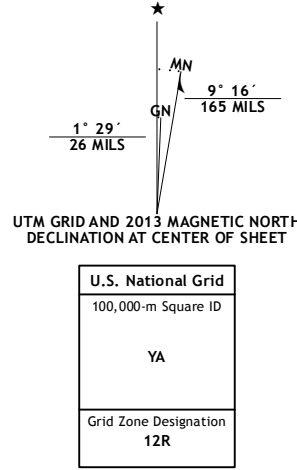 ★
MN
GN
9° 16´
165 MILS
1° 29´
26 MILS
UTM GRID AND 2013 MAGNETIC NORTH
DECLINATION AT CENTER OF SHEET
U.S. National Grid
100,000-m Square ID
YA
Grid Zone Designation
12R